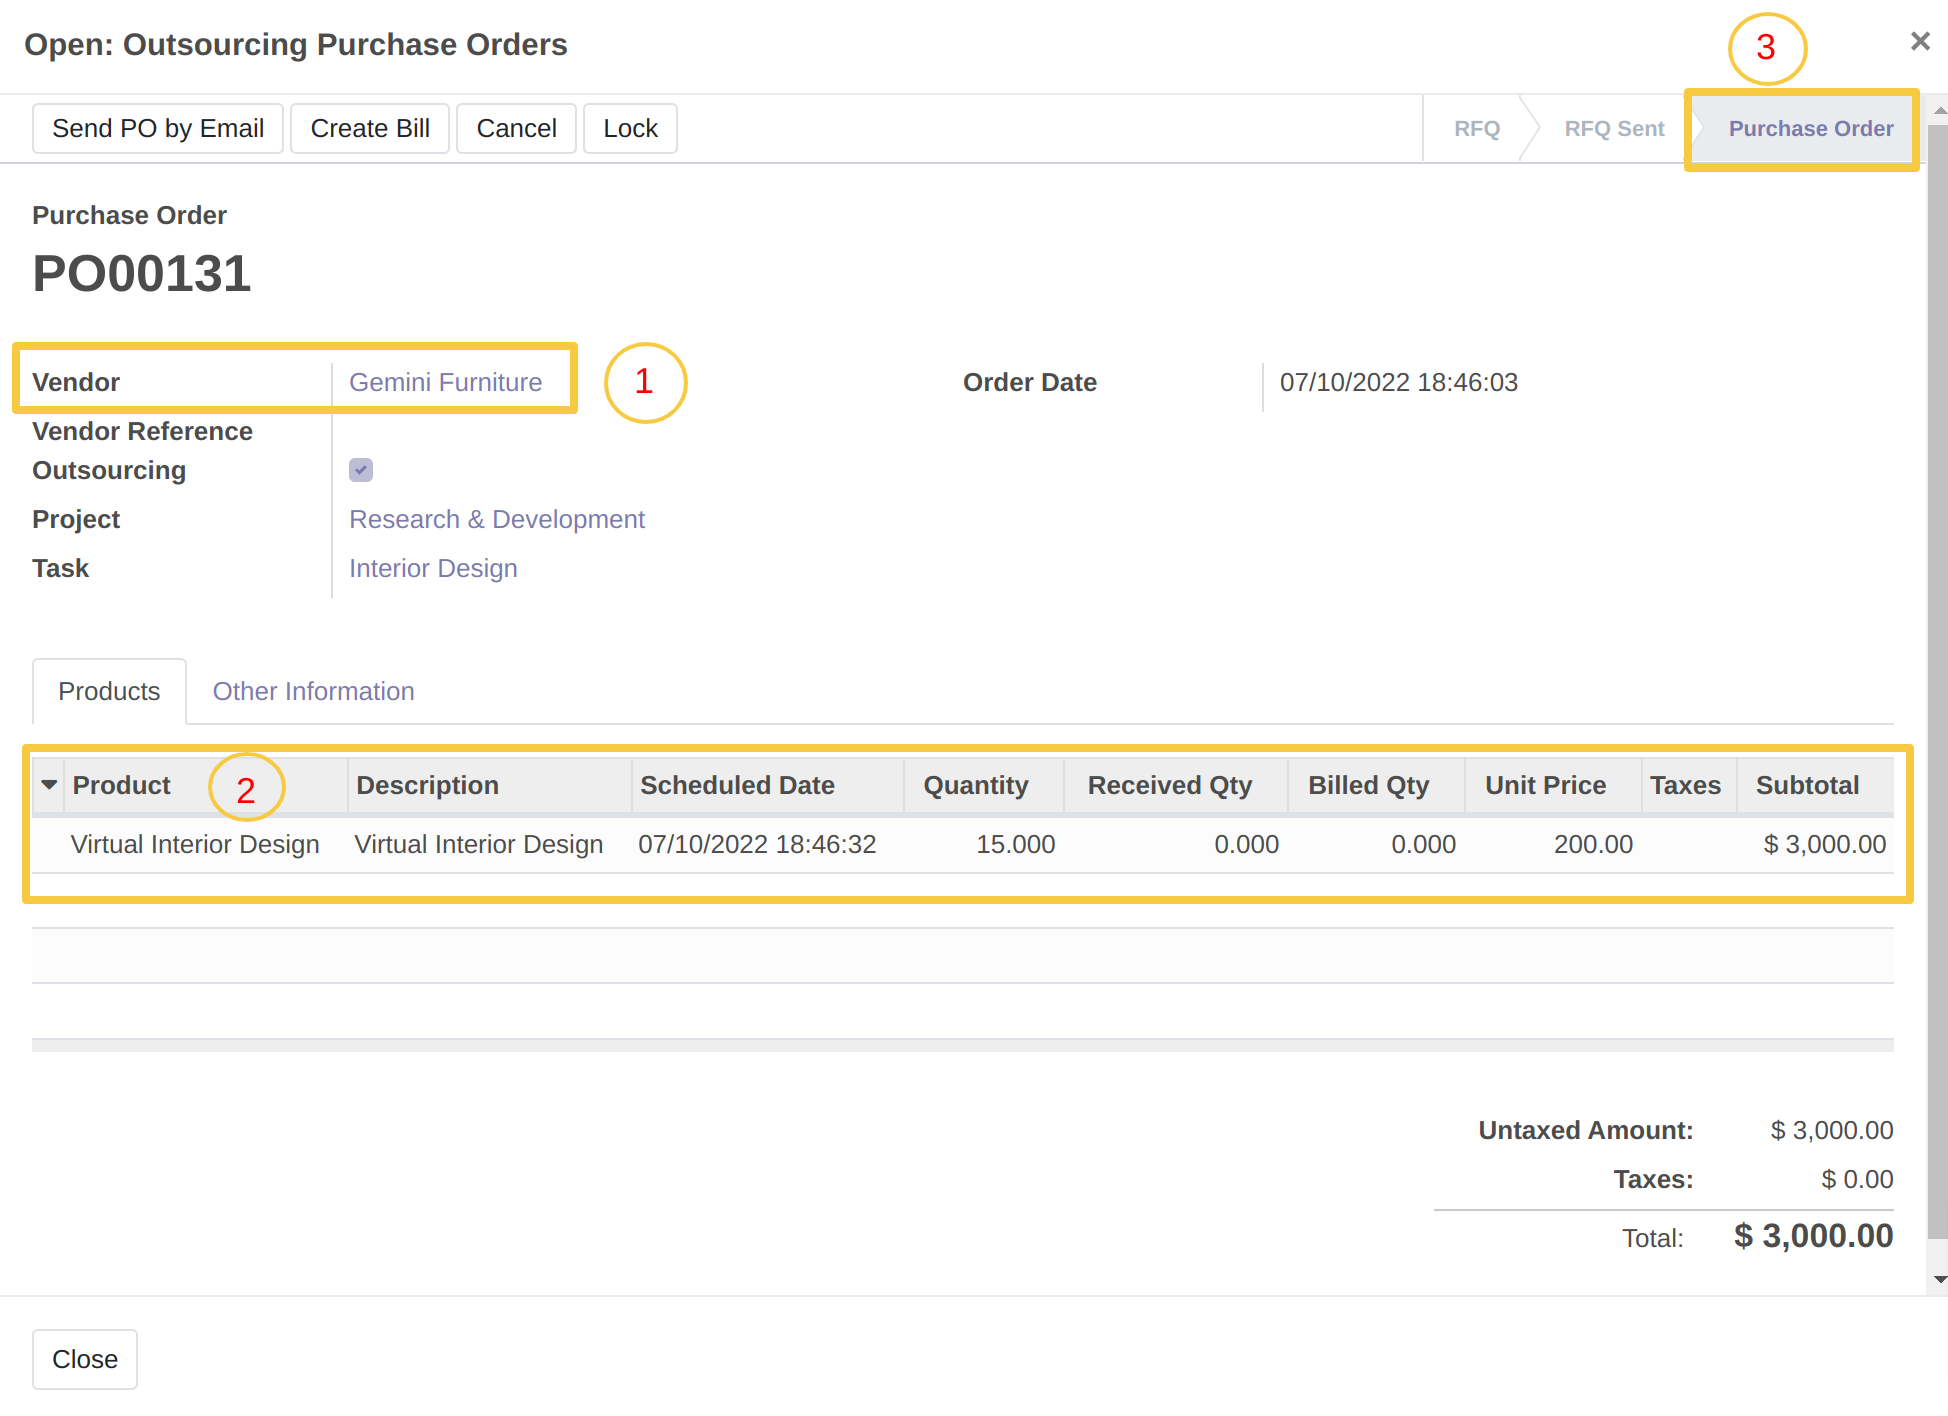 Open: Outsourcing Purchase Orders
3
Send PO by Email Create Bill Cancel Lock RFQ RFQ Sent Purchase Order
Purchase Order
PO00131
Vendor Gemini Furniture 1 Order Date 07/10/2022 18:46:03
Vendor Reference
Outsourcing
Project Research & Development
Task Interior Design
Products Other Information
Product 2 Description Scheduled Date Quantity Received Qty Billed Qty Unit Price Taxes Subtotal
Virtual Interior Design Virtual Interior Design 07/10/2022 18:46:32 15.000 0.000 0.000 200.00 $ 3,000.00
Untaxed Amount: $ 3,000.00
Taxes: $ 0.00
Total: $ 3,000.00
Close